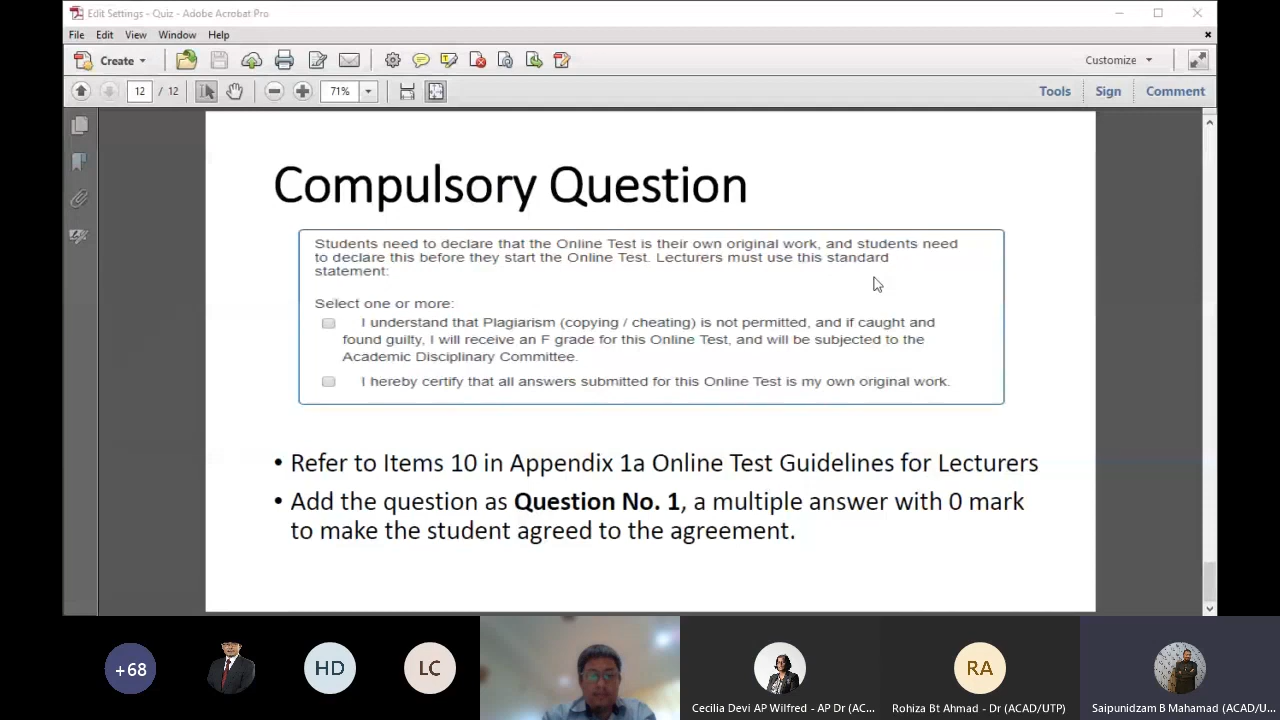 Edit Settings - Quiz - Adobe Acrobat Pro
File Edit View Window Help
Create Customize
12 / 12 71% Tools Sign Comment
Compulsory Question
Students need to declare that the Online Test is their own original work, and students need
to declare this before they start the Online Test. Lecturers must use this standard
statement:
Select one or more:
I understand that Plagiarism (copying / cheating) is not permitted, and if caught and
found guilty, I will receive an F grade for this Online Test, and will be subjected to the
Academic Disciplinary Committee.
I hereby certify that all answers submitted for this Online Test is my own original work.
• Refer to Items 10 in Appendix 1a Online Test Guidelines for Lecturers
• Add the question as Question No. 1, a multiple answer with 0 mark
to make the student agreed to the agreement.
+68 HD LC RA
Cecilia Devi AP Wilfred - AP Dr (AC... Rohiza Bt Ahmad - Dr (ACAD/UTP) Saipunidzam B Mahamad (ACAD/U...